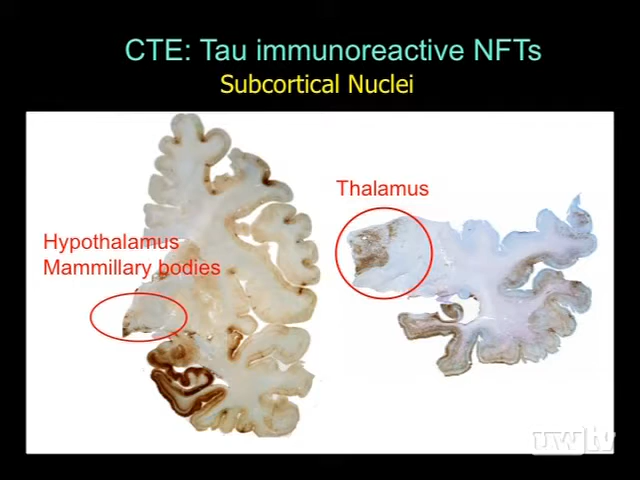 CTE: Tau immunoreactive NFTs
Subcortical Nuclei
Thalamus
Hypothalamus
Mammillary bodies
uwtv